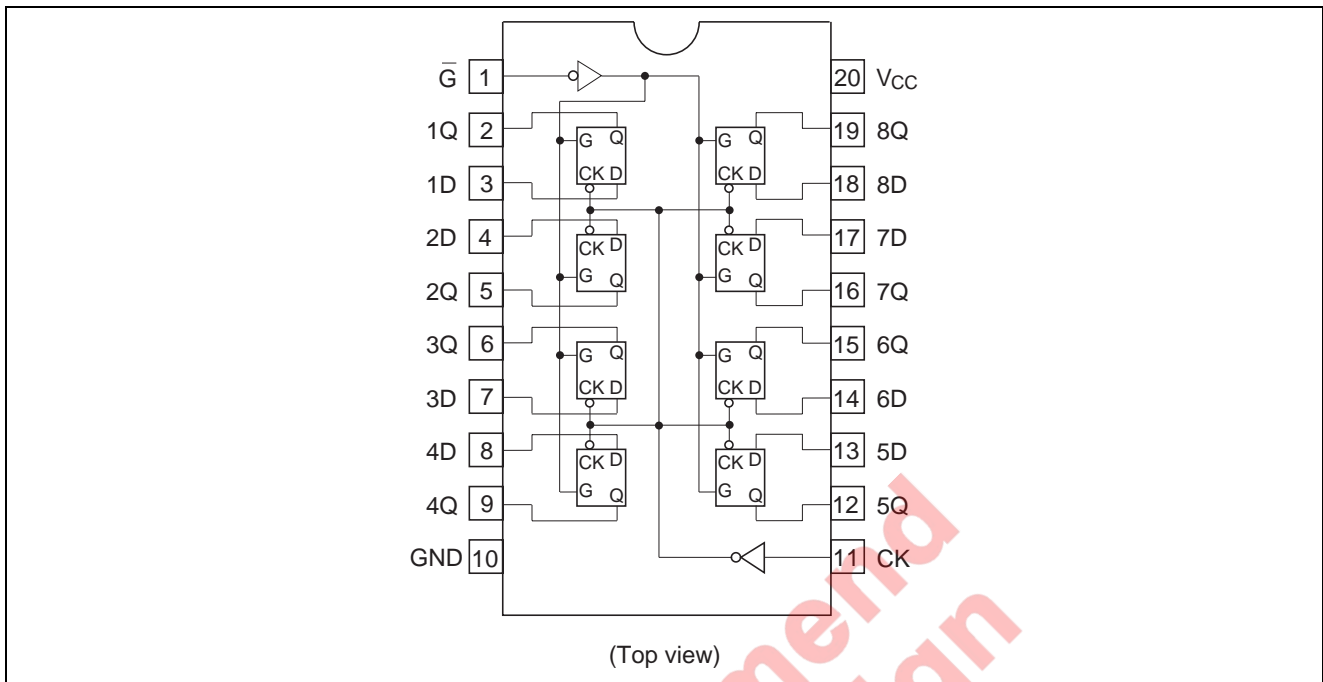 G 1 20 VCC
1Q 2 G Q G Q 19 8Q
1D 3 CK D CK D 18 8D
2D 4 CK D CK D 17 7D
2Q 5 G Q G Q 16 7Q
3Q 6 G Q G Q 15 6Q
3D 7 CK D CK D 14 6D
4D 8 CK D CK D 13 5D
4Q 9 G Q G Q 12 5Q
GND 10 11 CK
(Top view)